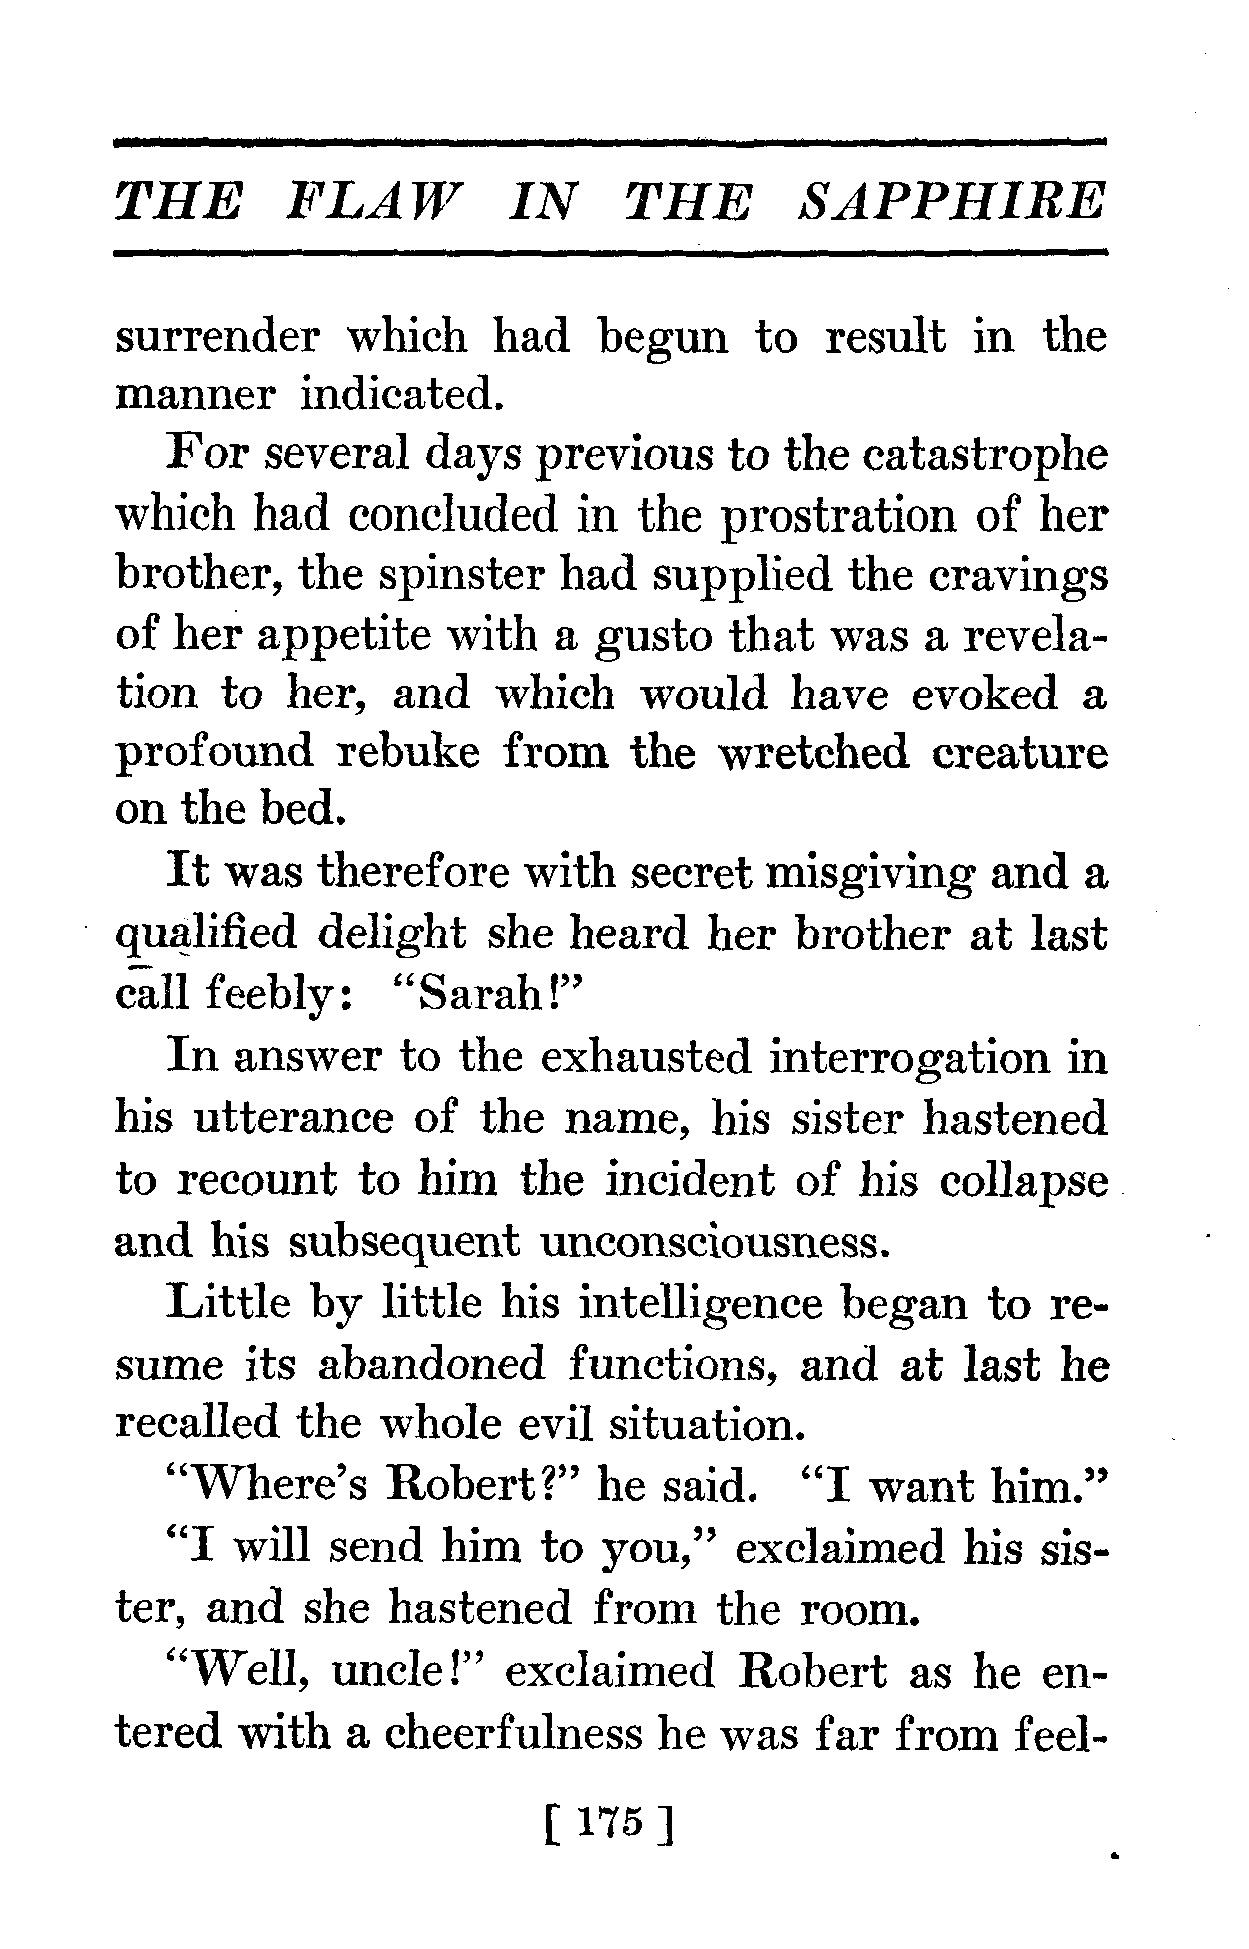 THE FLAW IN THE SAPPHIRE
surrender which had begun to result in the
manner indicated.
For several days previous to the catastrophe
which had concluded in the prostration of her
brother, the spinster had supplied the cravings
of her appetite with a gusto that was a revela-
tion to her, and which would have evoked a
profound rebuke from the wretched creature
on the bed.
It was therefore with secret misgiving and a
qualified delight she heard her brother at last
call feebly: "Sarah!"
In answer to the exhausted interrogation in
his utterance of the name, his sister hastened
to recount to him the incident of his collapse
and his subsequent unconsciousness.
Little by little his intelligence began to re-
sume its abandoned functions, and at last he
recalled the whole evil situation.
"Where's Robert?" he said. "I want him."
"I will send him to you," exclaimed his sis-
ter, and she hastened from the room.
"Well, uncle!" exclaimed Robert as he en-
tered with a cheerfulness he was far from feel-
[ 175 ]